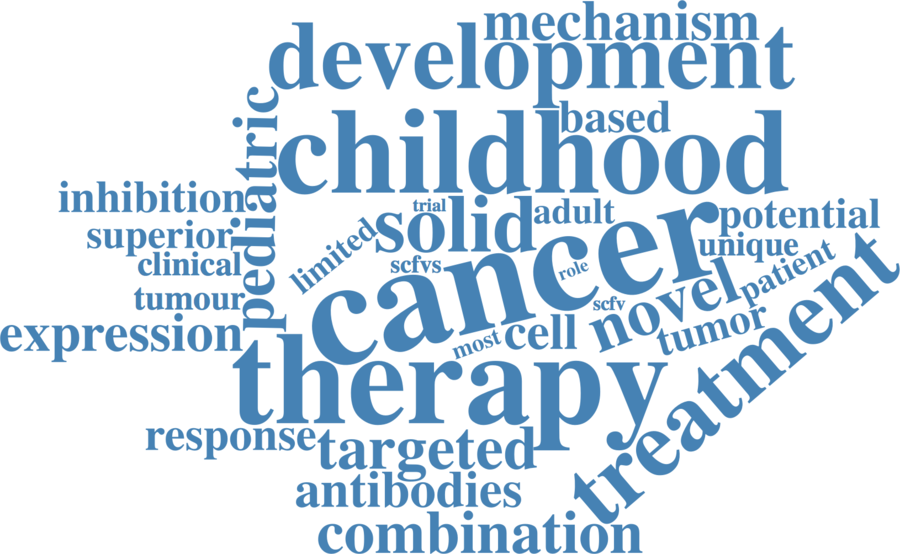 mechanism
development
pediatric
based
childhood
inhibition
trial
solid
adult
potential
superior
limited
cancer
unique
clinical
scfvs
role
patient
tumour
scfv
novel
expression
most
cell
tumor
therapy
treatment
response
targeted
antibodies
combination